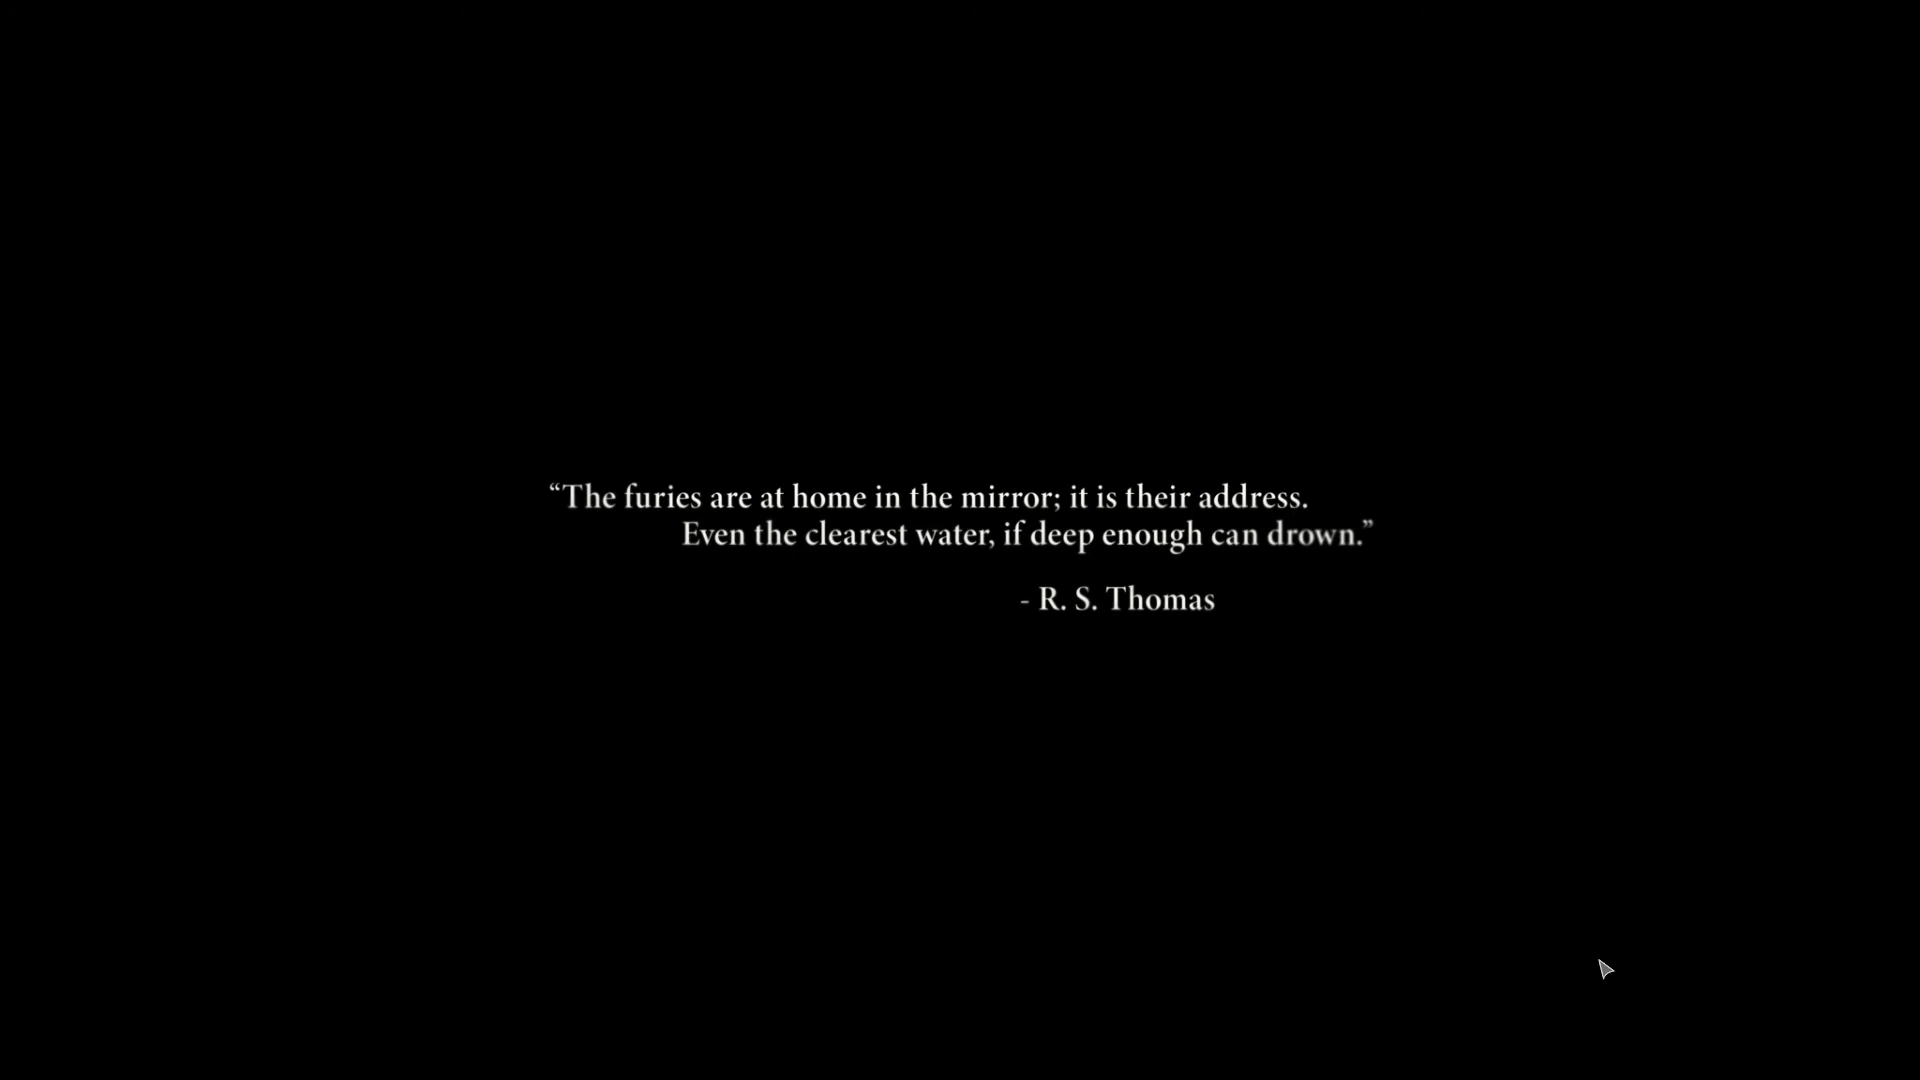 “The furies are at home in the mirror; it is their address.
Even the clearest water, if deep enough can drown.”
- R. S. Thomas